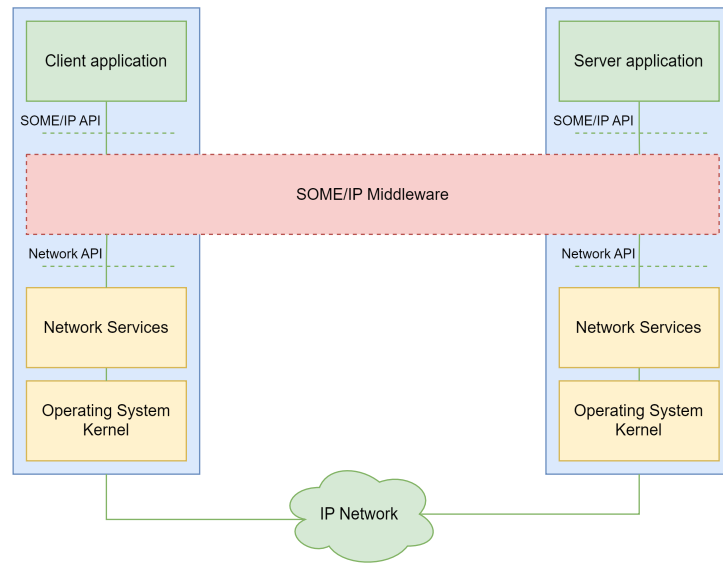 Client application
Server application
SOME/IP API
SOME/IP API
SOME/IP Middleware
Network API
Network API
Network Services
Network Services
Operating System
Kernel
Operating System
Kernel
IP Network